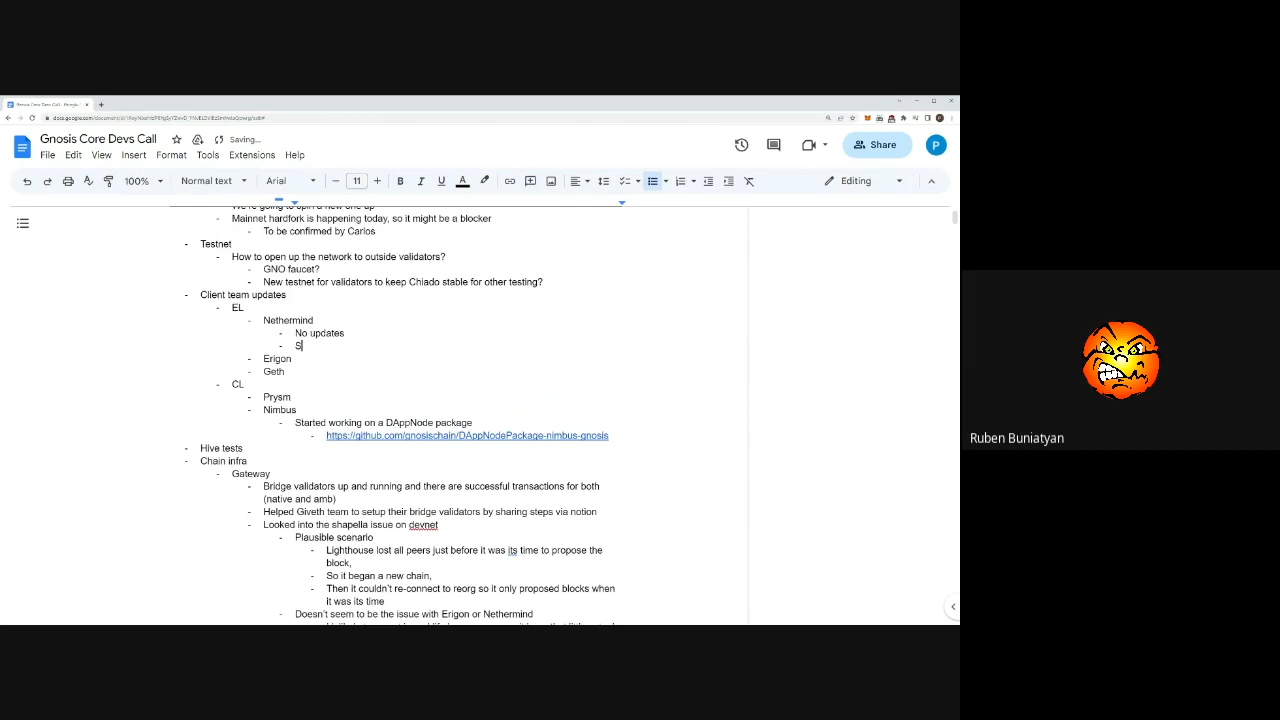 Gnosis Core Devs Call
Saving...
File Edit View Insert Format Tools Extensions Help
Share
P
100% Normal text Arial 11 Editing
Mainnet hardfork is happening today, so it might be a blocker
- To be confirmed by Carlos
- Testnet
- How to open up the network to outside validators?
- GNO faucet?
- New testnet for validators to keep Chiado stable for other testing?
- Client team updates
- EL
- Nethermind
- No updates
- S
- Erigon
- Geth
- CL
- Prysm
- Nimbus
- Started working on a DAppNode package
- https://github.com/gnosischain/DAppNodePackage-nimbus-gnosis
- Hive tests
- Chain infra
- Gateway
- Bridge validators up and running and there are successful transactions for both
(native and amb)
- Helped Giveth team to setup their bridge validators by sharing steps via notion
- Looked into the shapella issue on devnet
- Plausible scenario
- Lighthouse lost all peers just before it was its time to propose the
block,
- So it began a new chain,
- Then it couldn't re-connect to reorg so it only proposed blocks when
it was its time
- Doesn't seem to be the issue with Erigon or Nethermind
Ruben Buniatyan